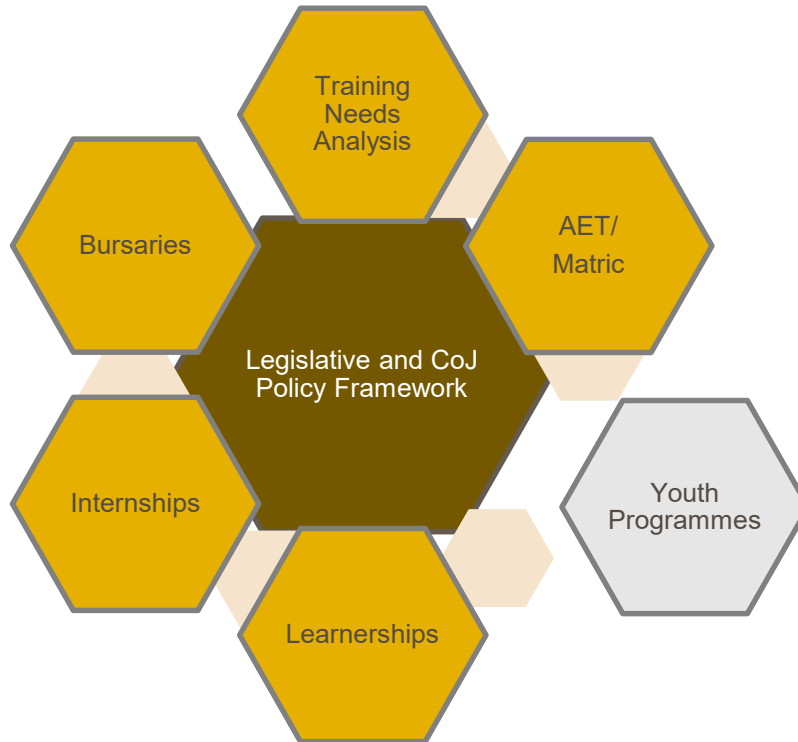 Training
Needs
Analysis
Bursaries
AET/
Matric
Legislative and CoJ
Policy Framework
Internships
Youth
Programmes
Learnerships